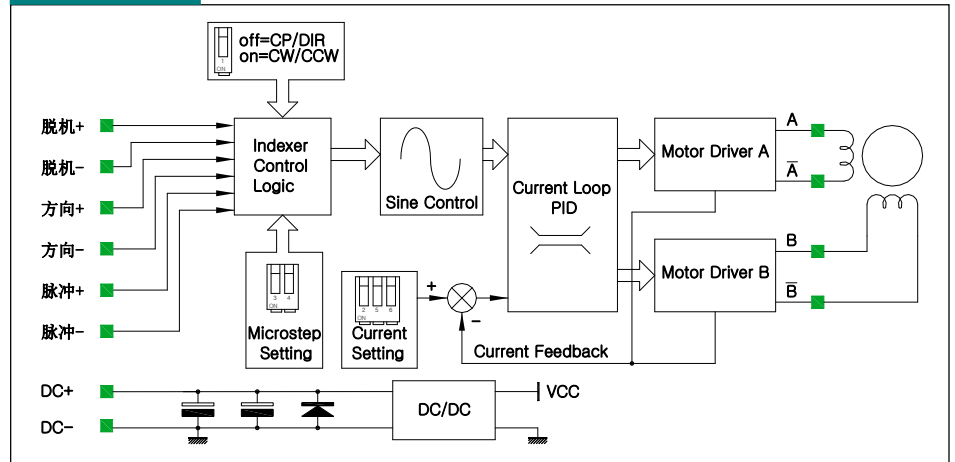 off=CP/DIR
on=CW/CCW
1
ON
脱机+
脱机-
方向+
方向-
脉冲+
脉冲-
Indexer
Control
Logic
Sine Control
Current Loop
PID
Motor Driver A
A
A̅
Motor Driver B
B
B̅
3 4
ON
Microstep
Setting
2 5 6
ON
Current
Setting
+
-
Current Feedback
DC+
DC-
DC/DC
VCC